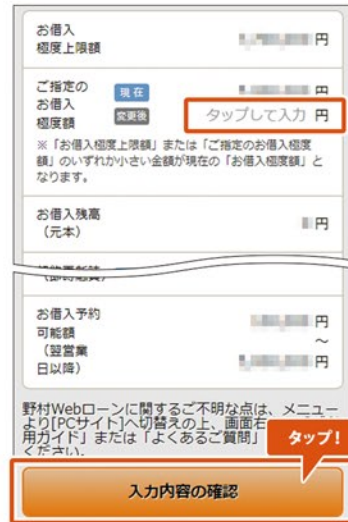 お借入
極度上限額
円
ご指定の
お借入
極度額
現在
円
変更後
タップして入力 円
※「お借入極度上限額」または「ご指定のお借入極度
額」のいずれか小さい金額が現在の「お借入極度額」と
なります。
お借入残高
(元本)
円
お借入予約
可能額
(翌営業
日以降)
円
～
円
野村Webローンに関するご不明な点は、メニュー
より[PCサイト]へ切替えの上、画面右
用ガイド」または「よくあるご質問」
ください。
タップ!
入力内容の確認